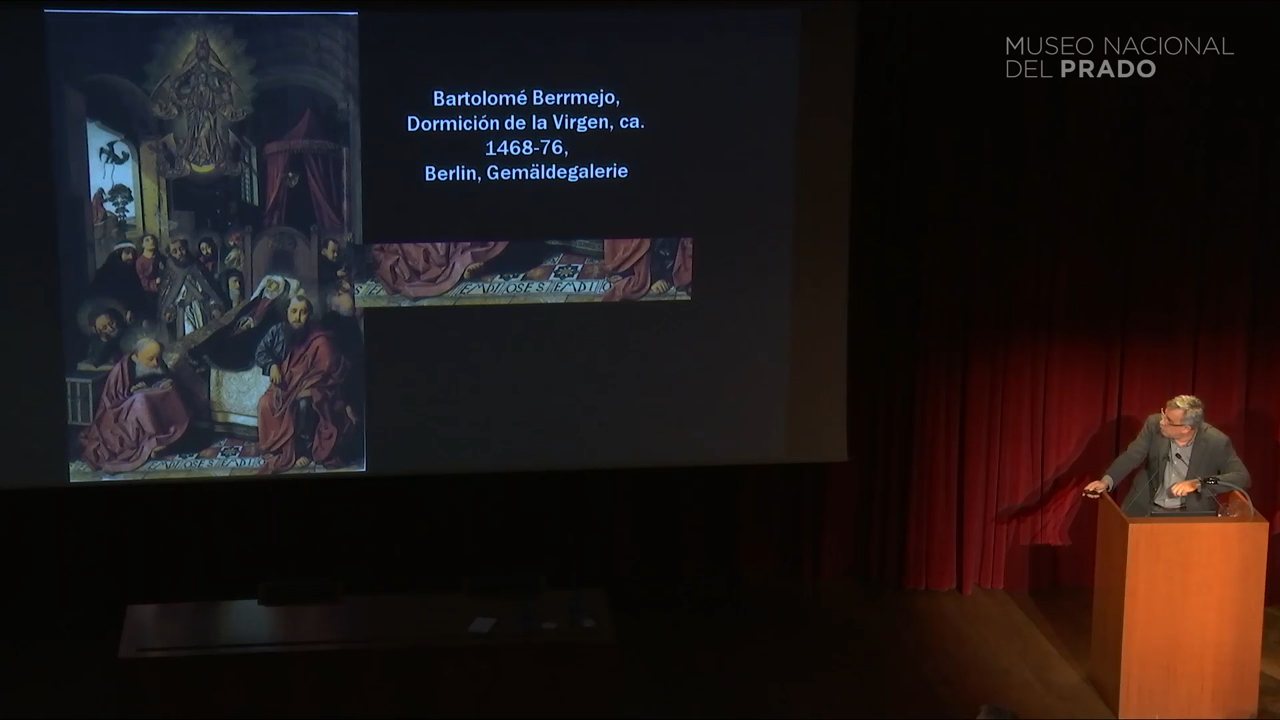 MUSEO NACIONAL
DEL PRADO
Bartolomé Berrmejo,
Dormición de la Virgen, ca.
1468-76,
Berlin, Gemäldegalerie